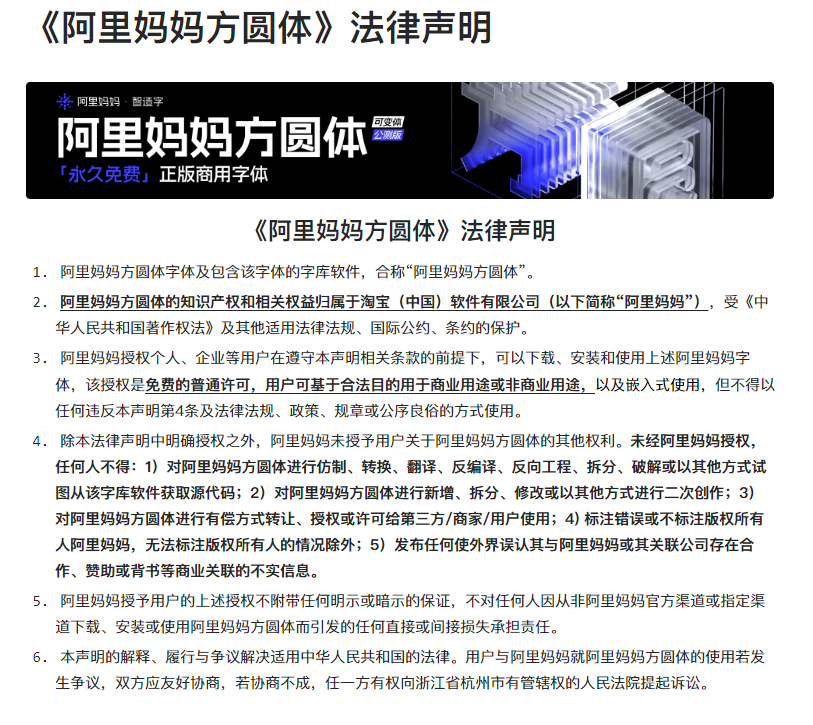 《阿里妈妈方圆体》法律声明
阿里妈妈 · 智造字
阿里妈妈方圆体
可变体
公测版
「永久免费」正版商用字体
《阿里妈妈方圆体》法律声明
1. 阿里妈妈方圆体字体及包含该字体的字库软件，合称“阿里妈妈方圆体”。
2. 阿里妈妈方圆体的知识产权和相关权益归属于淘宝（中国）软件有限公司（以下简称“阿里妈妈”），受《中
华人民共和国著作权法》及其他适用法律法规、国际公约、条约的保护。
3. 阿里妈妈授权个人、企业等用户在遵守本声明相关条款的前提下，可以下载、安装和使用上述阿里妈妈字
体，该授权是免费的普通许可，用户可基于合法目的用于商业用途或非商业用途，以及嵌入式使用，但不得以
任何违反本声明第4条及法律法规、政策、规章或公序良俗的方式使用。
4. 除本法律声明中明确授权之外，阿里妈妈未授予用户关于阿里妈妈方圆体的其他权利。未经阿里妈妈授权，
任何人不得：1）对阿里妈妈方圆体进行仿制、转换、翻译、反编译、反向工程、拆分、破解或以其他方式试
图从该字库软件获取源代码；2）对阿里妈妈方圆体进行新增、拆分、修改或以其他方式进行二次创作；3）
对阿里妈妈方圆体进行有偿方式转让、授权或许可给第三方/商家/用户使用；4) 标注错误或不标注版权所有
人阿里妈妈，无法标注版权所有人的情况除外；5）发布任何使外界误认其与阿里妈妈或其关联公司存在合
作、赞助或背书等商业关联的不实信息。
5. 阿里妈妈授予用户的上述授权不附带任何明示或暗示的保证，不对任何人因从非阿里妈妈官方渠道或指定渠
道下载、安装或使用阿里妈妈方圆体而引发的任何直接或间接损失承担责任。
6. 本声明的解释、履行与争议解决适用中华人民共和国的法律。用户与阿里妈妈就阿里妈妈方圆体的使用若发
生争议，双方应友好协商，若协商不成，任一方有权向浙江省杭州市有管辖权的人民法院提起诉讼。